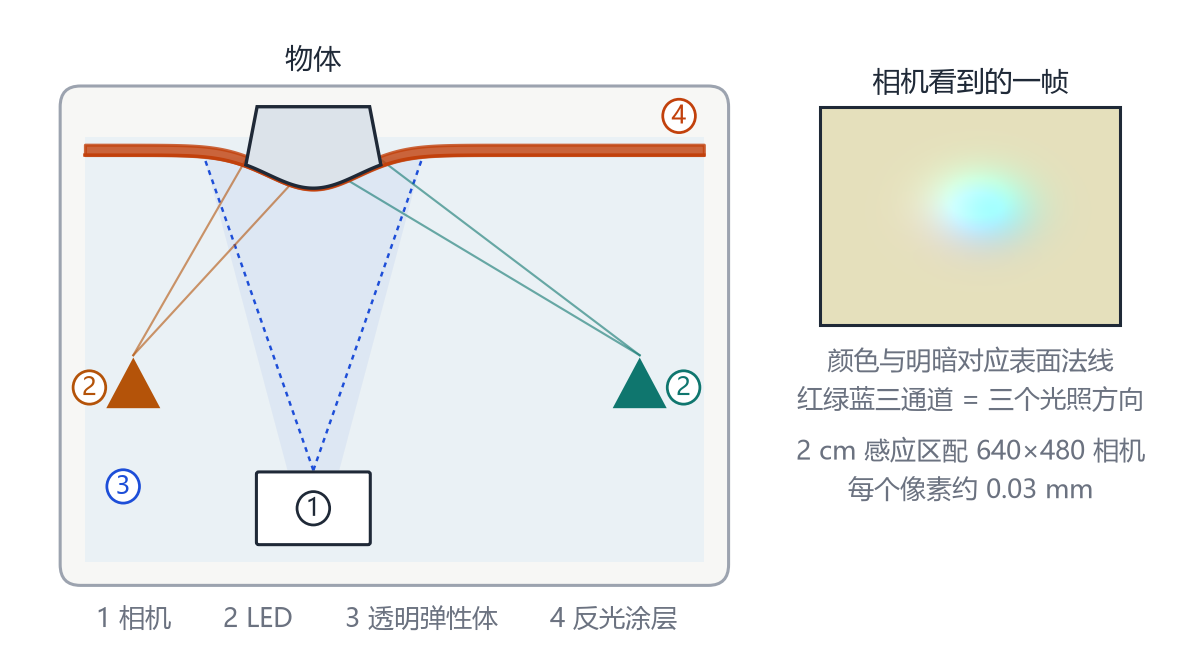 物体
相机看到的一帧
4
2
2
3
1
颜色与明暗对应表面法线
红绿蓝三通道 = 三个光照方向
2 cm 感应区配 640×480 相机
每个像素约 0.03 mm
1 相机 2 LED 3 透明弹性体 4 反光涂层